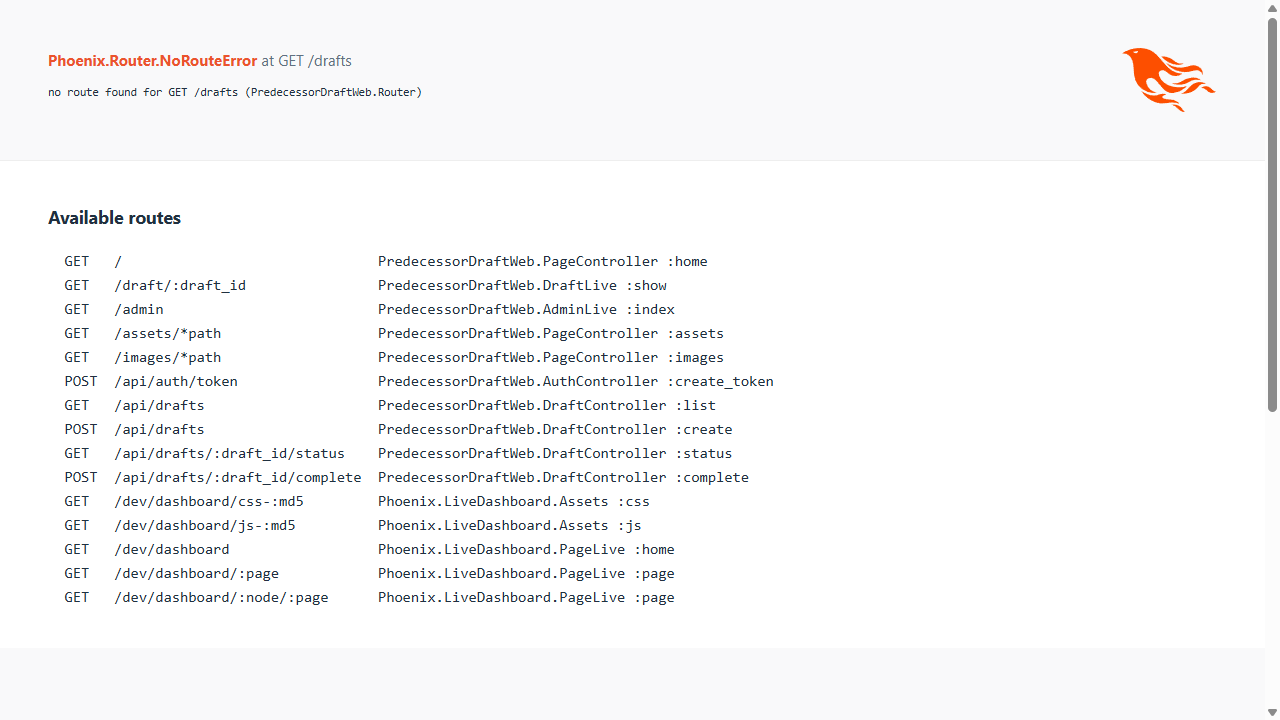 Phoenix.Router.NoRouteError at GET /drafts
no route found for GET /drafts (PredecessorDraftWeb.Router)
Available routes
GET / PredecessorDraftWeb.PageController :home
GET /draft/:draft_id PredecessorDraftWeb.DraftLive :show
GET /admin PredecessorDraftWeb.AdminLive :index
GET /assets/*path PredecessorDraftWeb.PageController :assets
GET /images/*path PredecessorDraftWeb.PageController :images
POST /api/auth/token PredecessorDraftWeb.AuthController :create_token
GET /api/drafts PredecessorDraftWeb.DraftController :list
POST /api/drafts PredecessorDraftWeb.DraftController :create
GET /api/drafts/:draft_id/status PredecessorDraftWeb.DraftController :status
POST /api/drafts/:draft_id/complete PredecessorDraftWeb.DraftController :complete
GET /dev/dashboard/css-:md5 Phoenix.LiveDashboard.Assets :css
GET /dev/dashboard/js-:md5 Phoenix.LiveDashboard.Assets :js
GET /dev/dashboard Phoenix.LiveDashboard.PageLive :home
GET /dev/dashboard/:page Phoenix.LiveDashboard.PageLive :page
GET /dev/dashboard/:node/:page Phoenix.LiveDashboard.PageLive :page